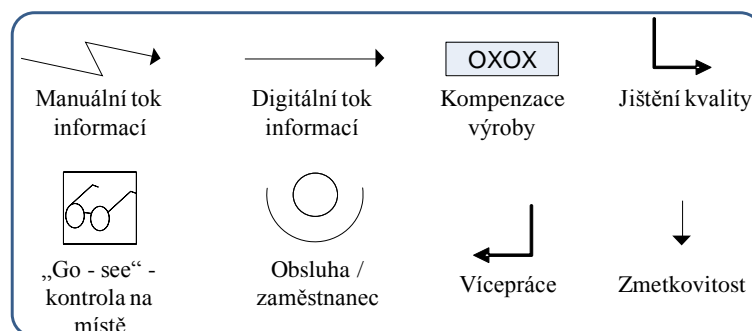 OXOX
Manuální tok
informací
Digitální tok
informací
Kompenzace
výroby
Jištění kvality
„Go - see“ -
kontrola na
místě
Obsluha /
zaměstnanec
Vícepráce
Zmetkovitost